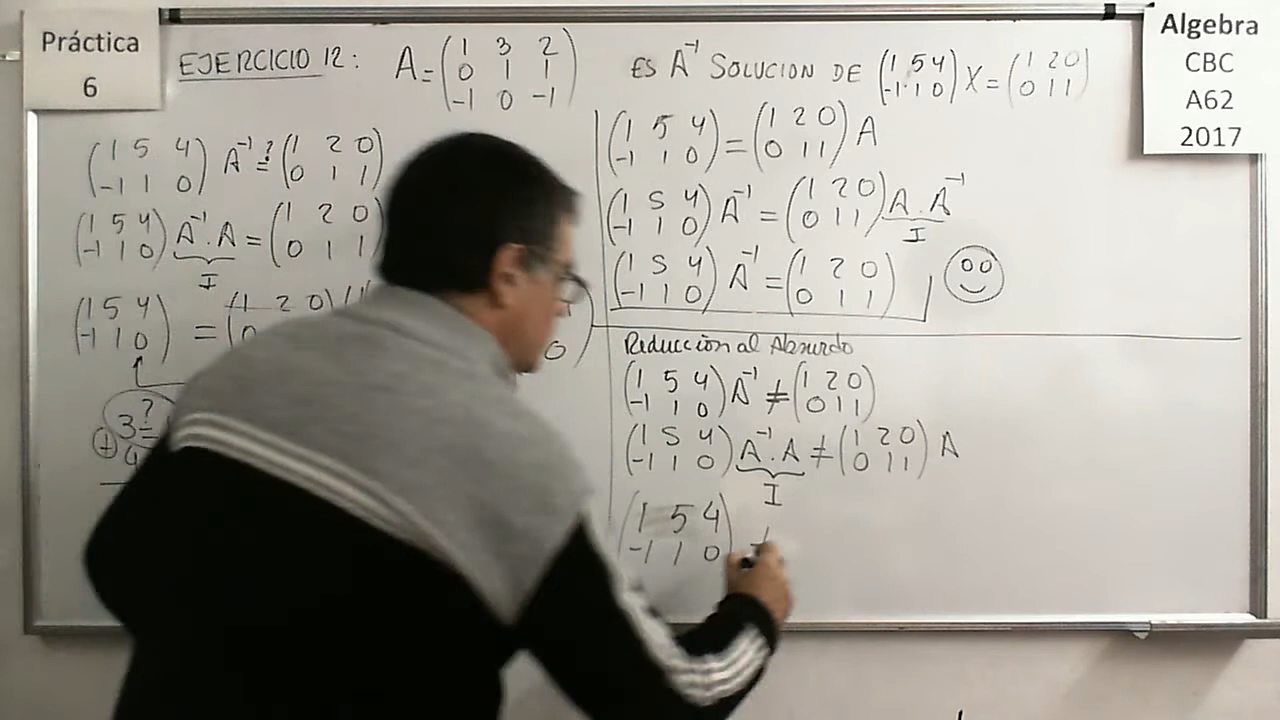 Práctica
6
EJERCICIO 12: A = ( 1 3 2
0 1 1
-1 0 -1 )
ES A⁻¹ SOLUCION DE ( 1 5 4
-1 1 0 ) X = ( 1 2 0
0 1 1 )
Algebra
CBC
A62
2017
( 1 5 4
-1 1 0 ) A⁻¹ ?= ( 1 2 0
0 1 1 )
( 1 5 4
-1 1 0 ) A⁻¹ . A = ( 1 2 0
0 1 1 )
I
( 1 5 4
-1 1 0 ) = ( 1 2 0 )
0
0 )
3 ?=
+
( 1 5 4
-1 1 0 ) = ( 1 2 0
0 1 1 ) A
( 1 5 4
-1 1 0 ) A⁻¹ = ( 1 2 0
0 1 1 ) A . A⁻¹
I
( 1 5 4
-1 1 0 ) A⁻¹ = ( 1 2 0
0 1 1 )
Reduccion al Absurdo
( 1 5 4
-1 1 0 ) A⁻¹ ≠ ( 1 2 0
0 1 1 )
( 1 5 4
-1 1 0 ) A⁻¹ . A ≠ ( 1 2 0
0 1 1 ) A
I
( 1 5 4
-1 1 0 )